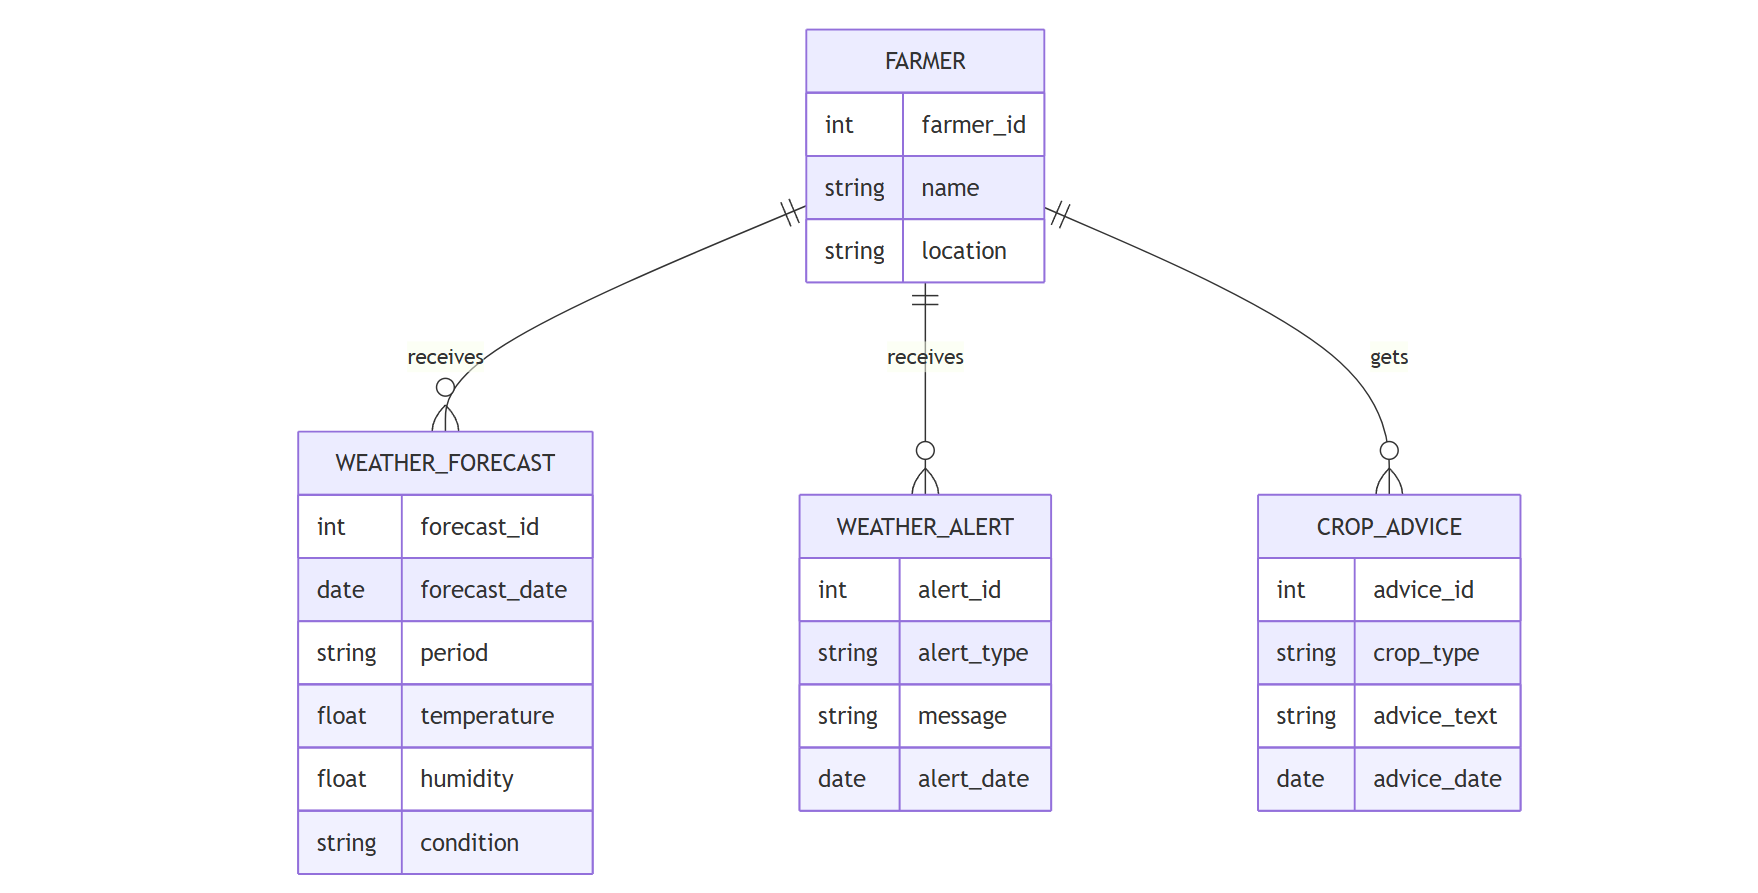 FARMER
int farmer_id
string name
string location
receives
receives
gets
WEATHER_FORECAST
int forecast_id
date forecast_date
string period
float temperature
float humidity
string condition
WEATHER_ALERT
int alert_id
string alert_type
string message
date alert_date
CROP_ADVICE
int advice_id
string crop_type
string advice_text
date advice_date